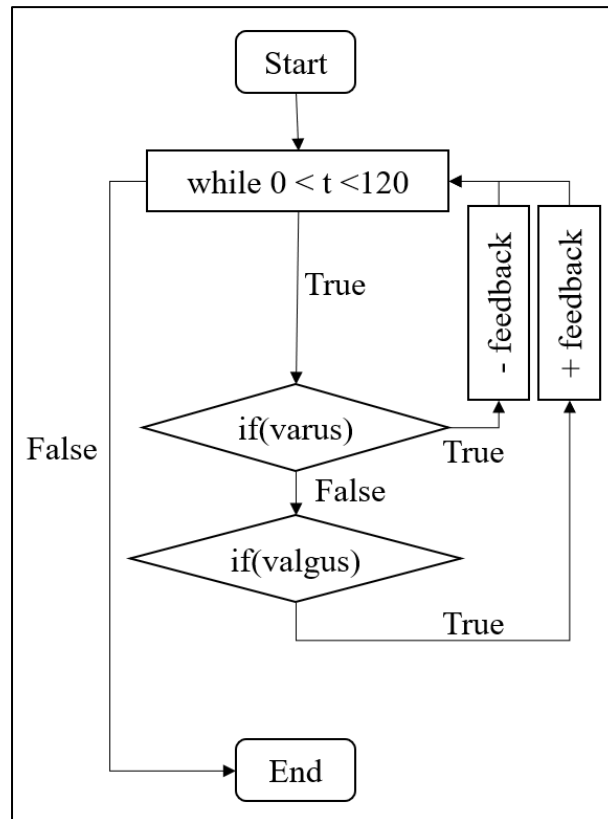 Start
while 0 < t <120
True
- feedback
+ feedback
if(varus)
True
False
False
if(valgus)
True
End